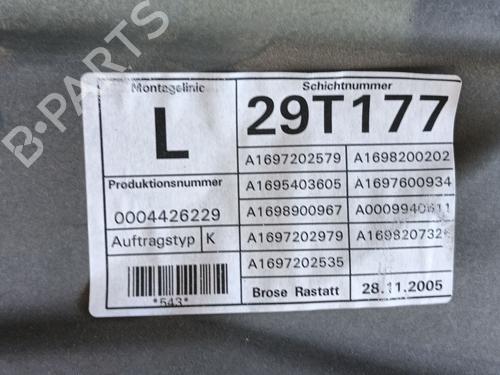 B-PARTS
Montagelinie
L
Schichtnummer
29T177
Produktionsnummer
0004426229
Auftragstyp K
*543*
A1697202579 A1698200202
A1695403605 A1697600934
A1698900967 A0009940611
A1697202979
A1697202535
Brose Rastatt 28.11.2005